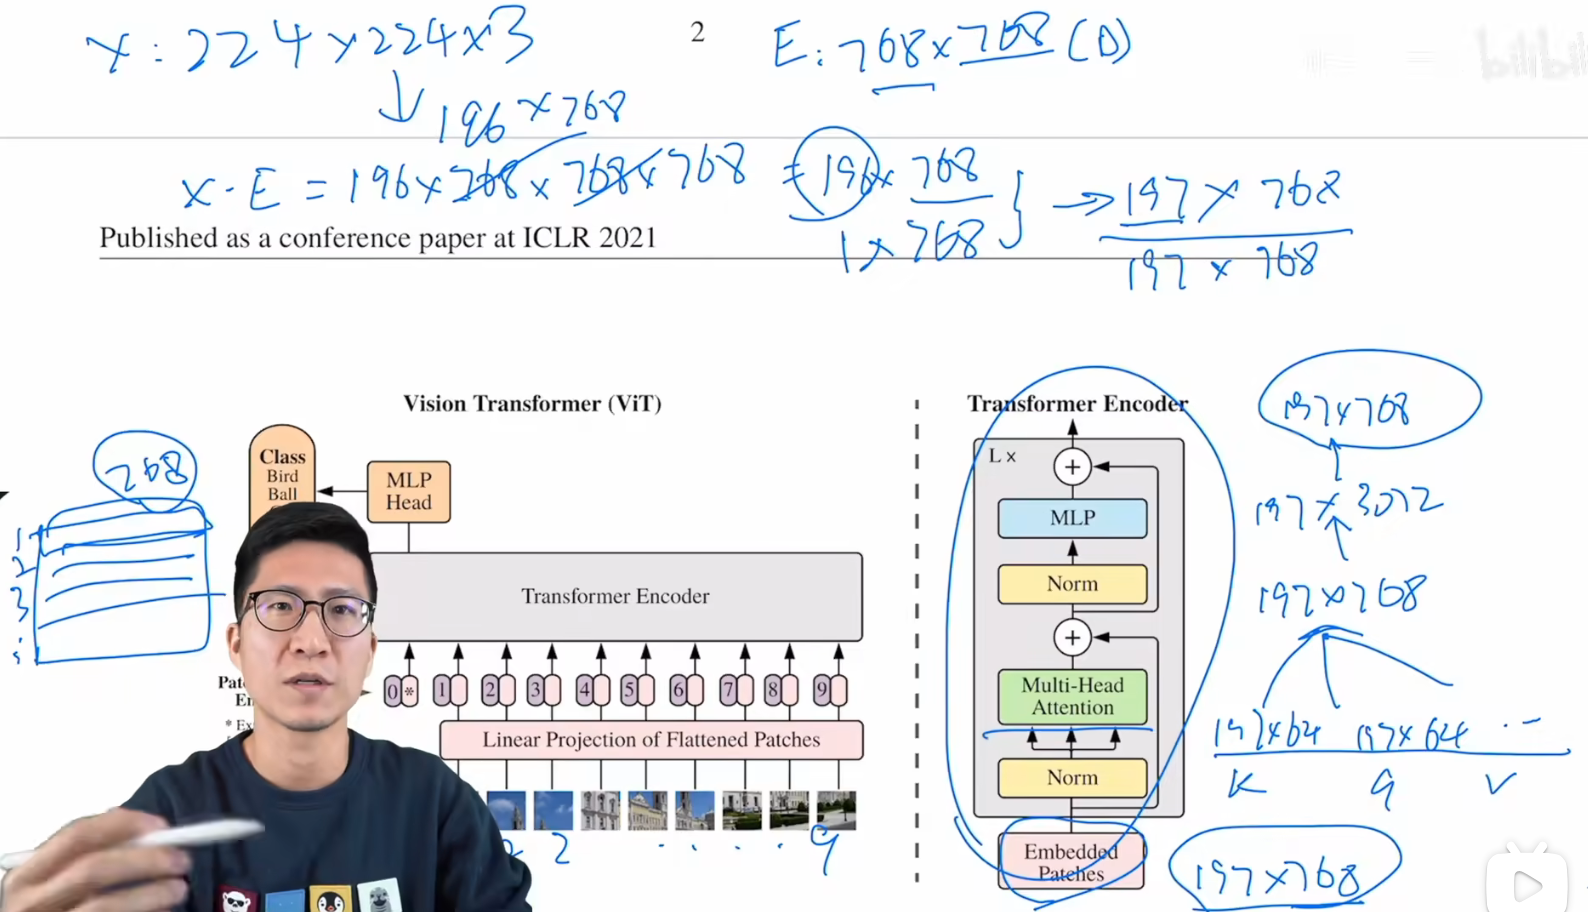 X : 224 x 224 x 3
2
E: 768 x 768 (D)
bilibili
↓ 196 x 768
X · E = 196 x 768 x 768 x 768 = 196 x 768
1 x 768
} → 197 x 768
197 x 768
Published as a conference paper at ICLR 2021
Vision Transformer (ViT)
768
1
2
3
Class
Bird
Ball
MLP
Head
Transformer Encoder
0 * 1 2 3 4 5 6 7 8 9
Linear Projection of Flattened Patches
2 . . . . . 9
Transformer Encoder
L ×
+
MLP
Norm
+
Multi-Head
Attention
Norm
Embedded
Patches
197 x 768
197 x 3072
197 x 768
197 x 64 197 x 64 ...
K q v
197 x 768